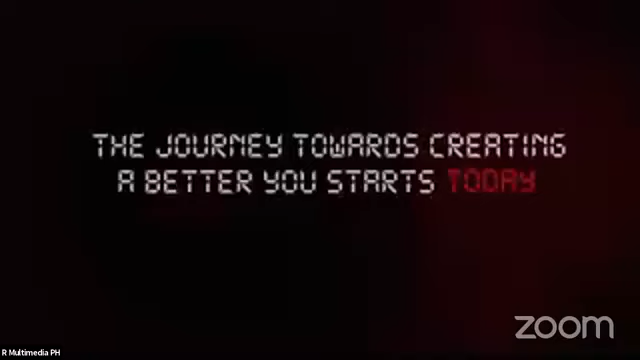 THE JOURNEY TOWARDS CREATING
A BETTER YOU STARTS TODAY
zoom
R Multimedia PH